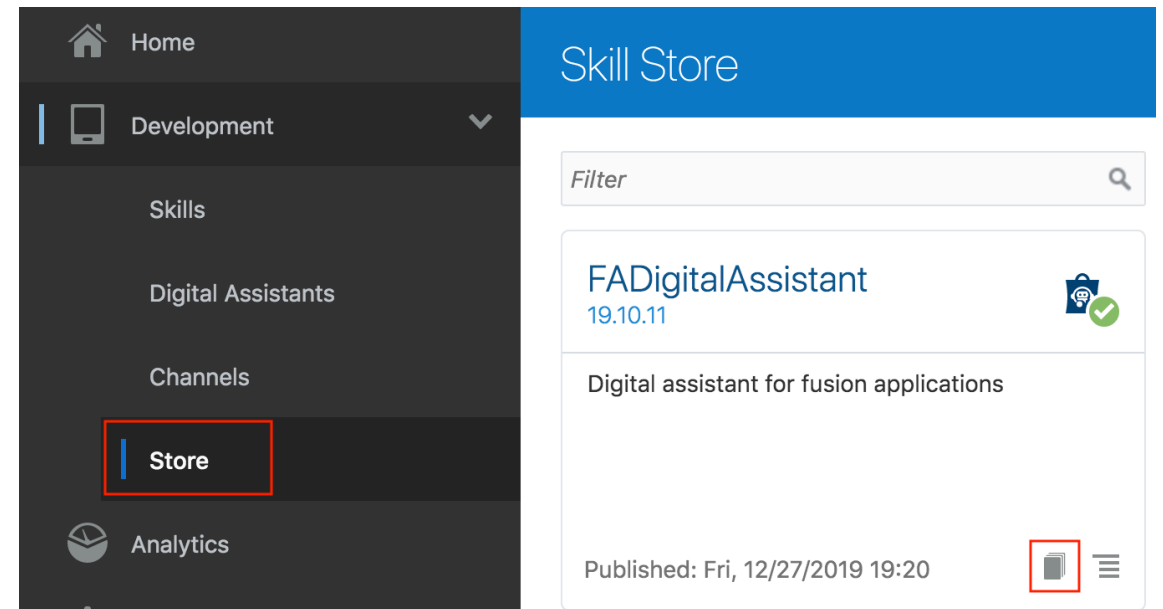 Home
Development
Skills
Digital Assistants
Channels
Store
Analytics
Skill Store
Filter
FADigitalAssistant
19.10.11
Digital assistant for fusion applications
Published: Fri, 12/27/2019 19:20